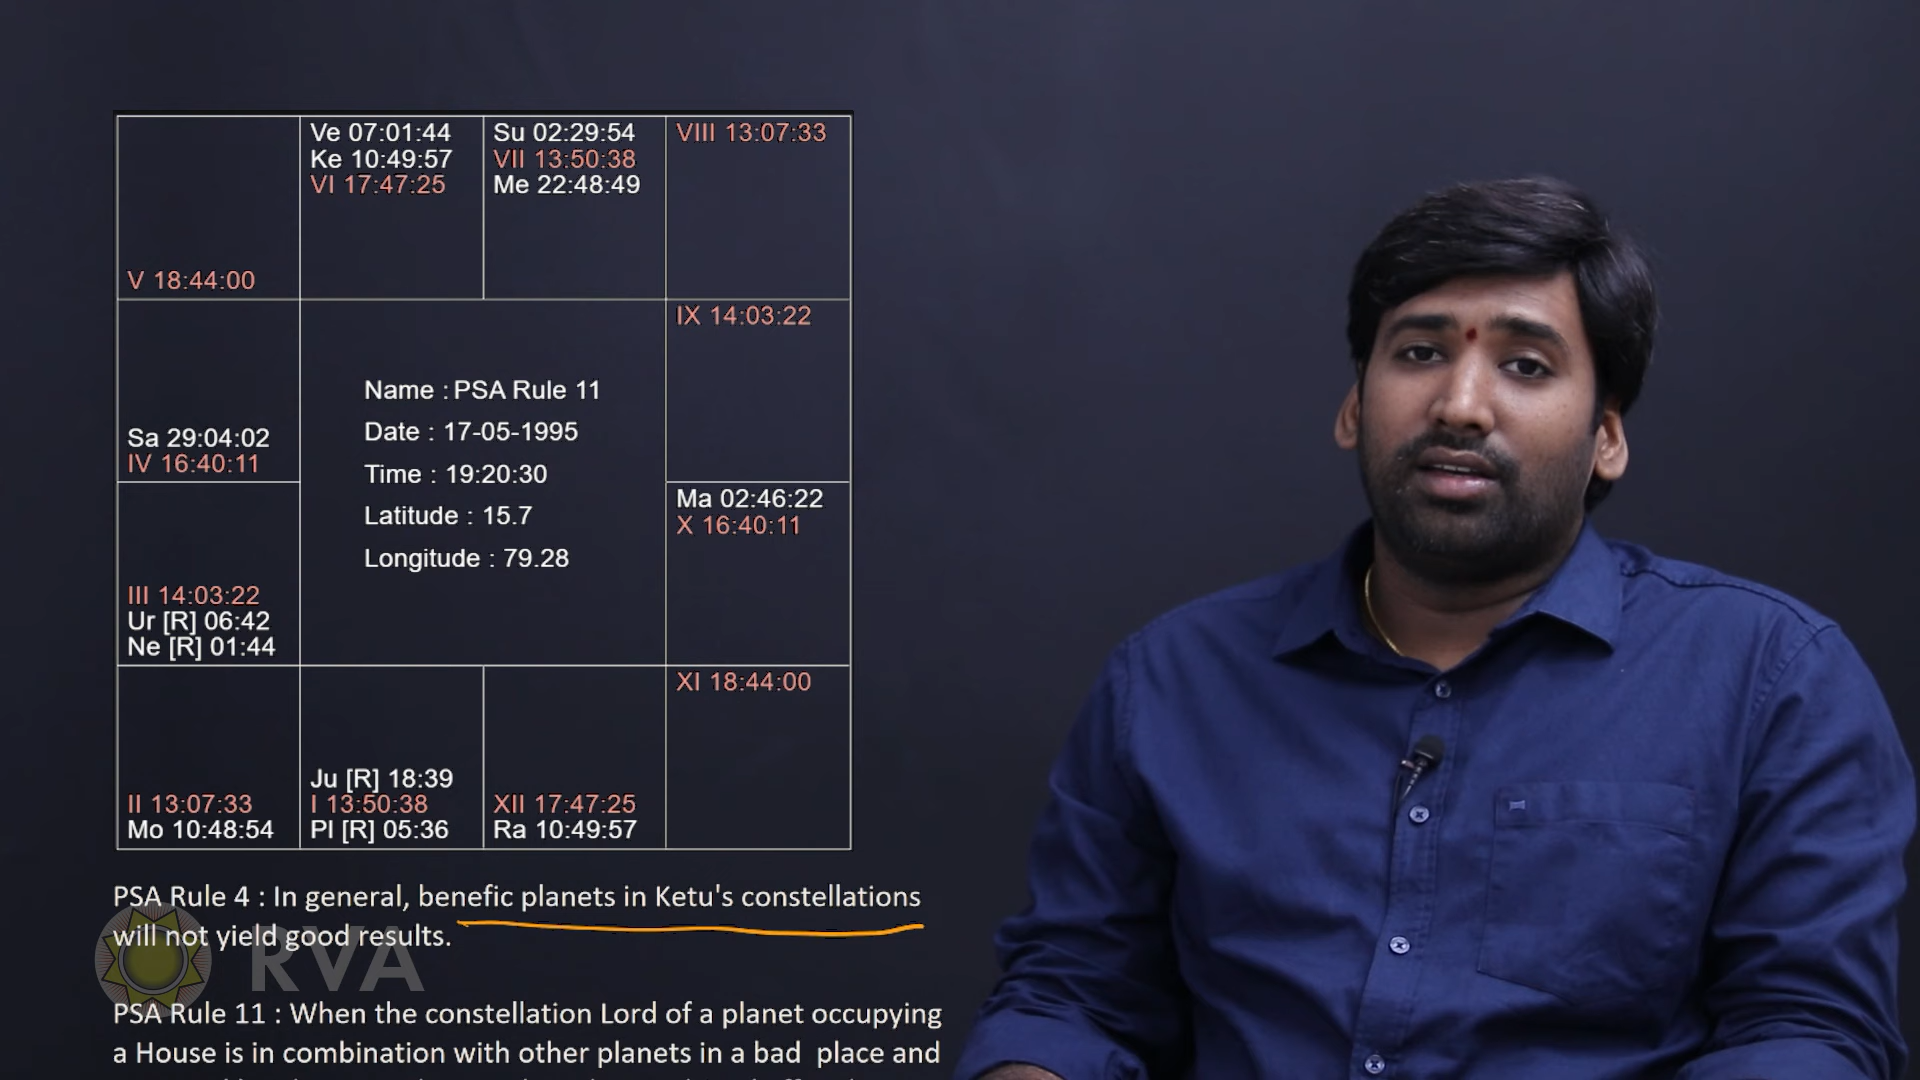 Ve 07:01:44
Ke 10:49:57
VI 17:47:25
Su 02:29:54
VII 13:50:38
Me 22:48:49
VIII 13:07:33
V 18:44:00
IX 14:03:22
Sa 29:04:02
IV 16:40:11
Name : PSA Rule 11
Date : 17-05-1995
Time : 19:20:30
Latitude : 15.7
Longitude : 79.28
Ma 02:46:22
X 16:40:11
III 14:03:22
Ur [R] 06:42
Ne [R] 01:44
XI 18:44:00
II 13:07:33
Mo 10:48:54
Ju [R] 18:39
I 13:50:38
Pl [R] 05:36
XII 17:47:25
Ra 10:49:57
PSA Rule 4 : In general, benefic planets in Ketu's constellations
will not yield good results.
RVA
PSA Rule 11 : When the constellation Lord of a planet occupying
a House is in combination with other planets in a bad place and